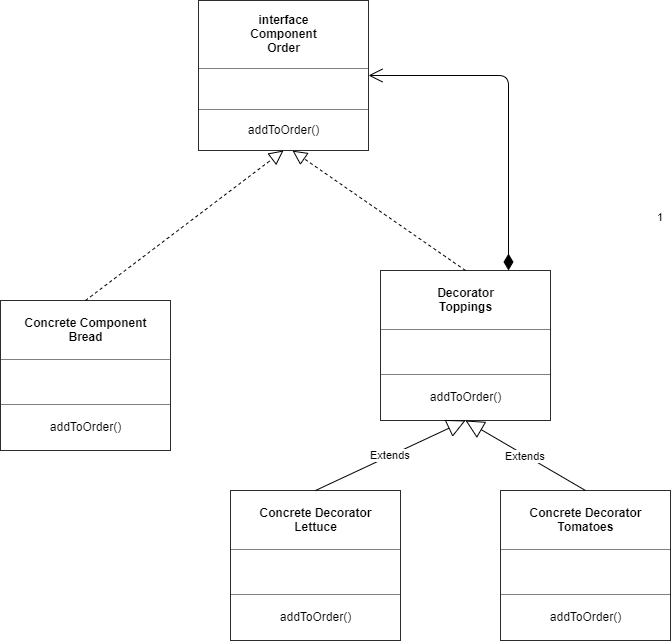 interface
Component
Order
addToOrder()
1
Decorator
Toppings
addToOrder()
Concrete Component
Bread
addToOrder()
Extends
Extends
Concrete Decorator
Lettuce
addToOrder()
Concrete Decorator
Tomatoes
addToOrder()